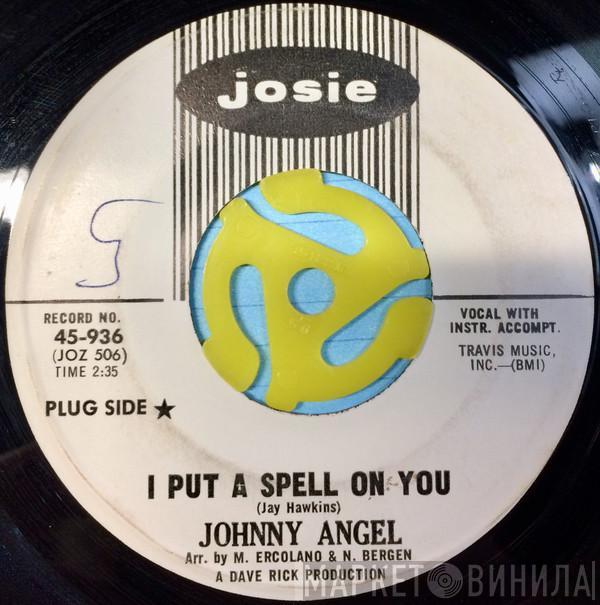 josie
RECORD NO.
45-936
(JOZ 506)
TIME 2:35
PLUG SIDE ★
VOCAL WITH
INSTR. ACCOMPT.
TRAVIS MUSIC,
INC.—(BMI)
I PUT A SPELL ON YOU
(Jay Hawkins)
JOHNNY ANGEL
Arr. by M. ERCOLANO & N. BERGEN
A DAVE RICK PRODUCTION
МАРКЕТ ВИНИЛА